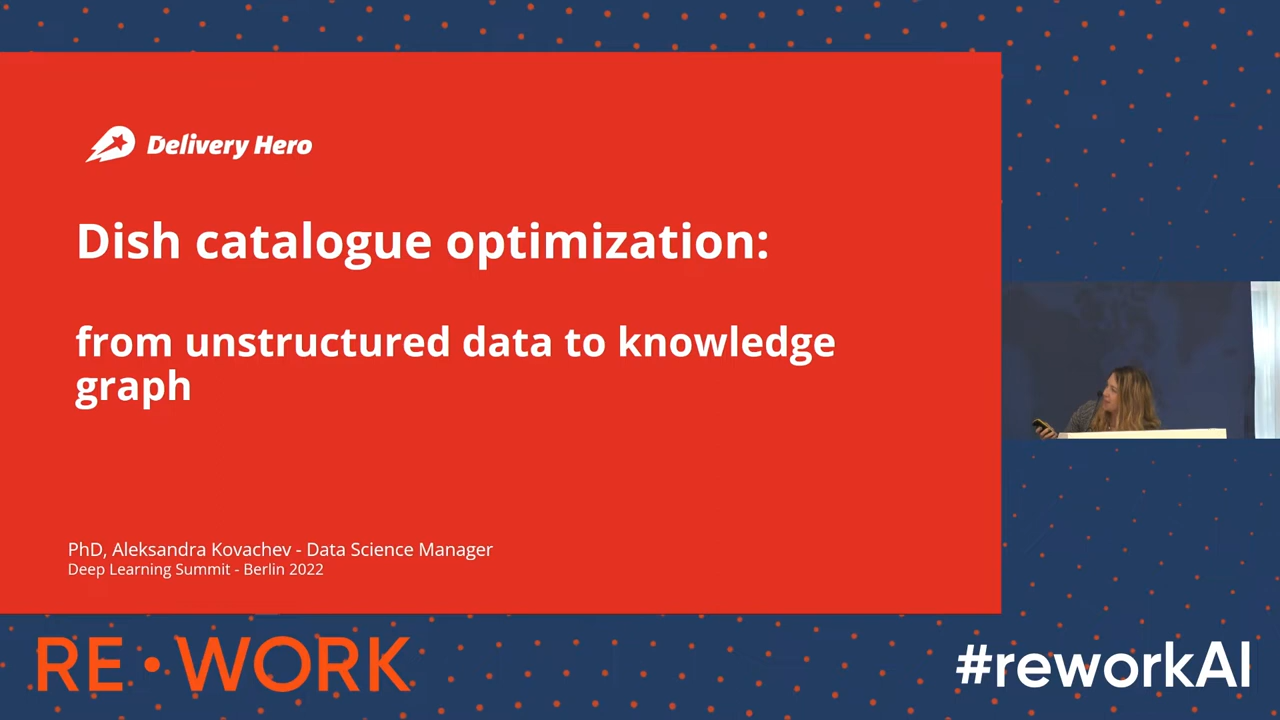 Delivery Hero
Dish catalogue optimization:
from unstructured data to knowledge
graph
PhD, Aleksandra Kovachev - Data Science Manager
Deep Learning Summit - Berlin 2022
RE•WORK
#reworkAI